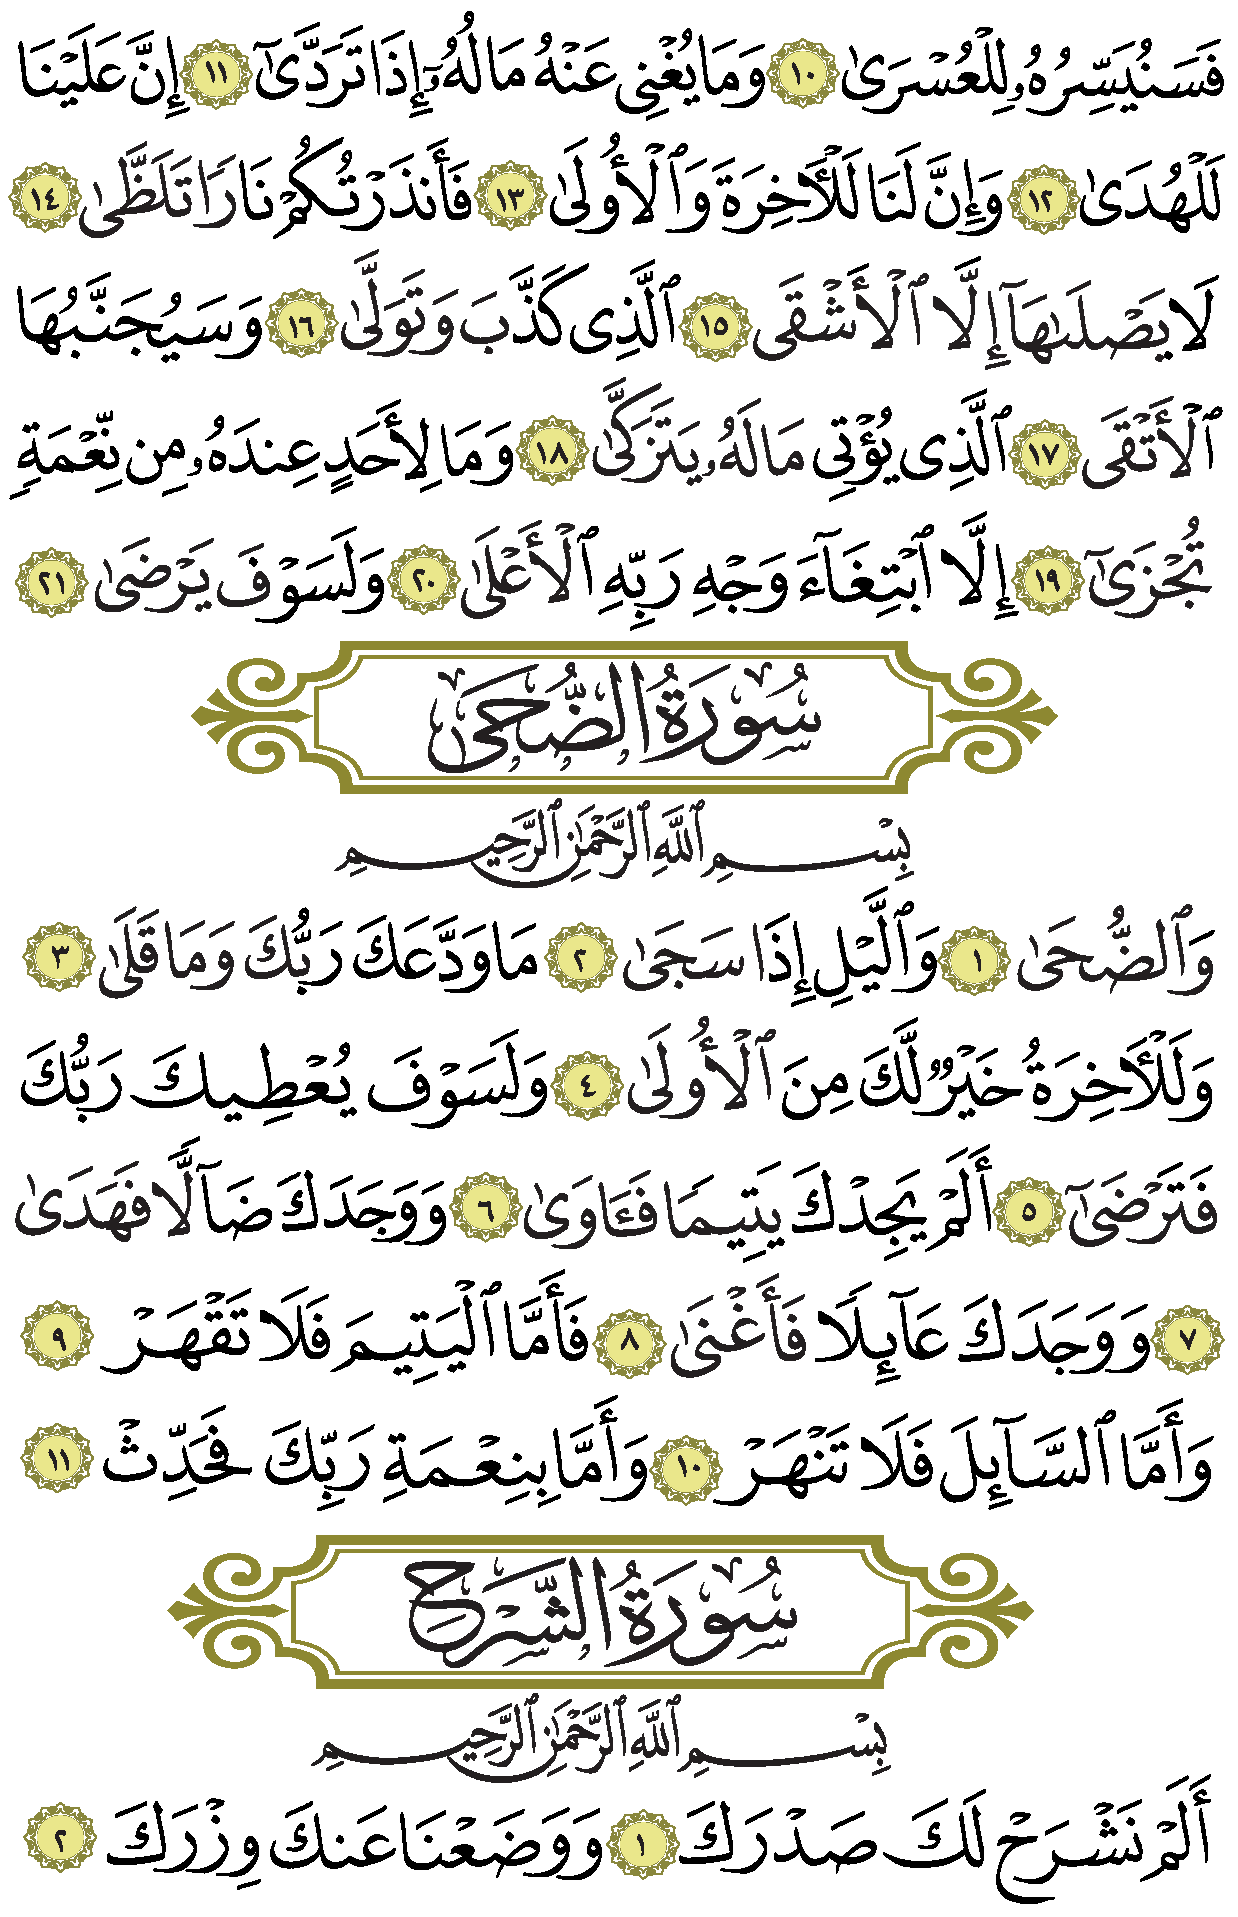 فَسَنُيَسِّرُهُۥ لِلْعُسْرَىٰ ١٠ وَمَا يُغْنِى عَنْهُ مَالُهُۥٓ إِذَا تَرَدَّىٰٓ ١١ إِنَّ عَلَيْنَا
لَلْهُدَىٰ ١٢ وَإِنَّ لَنَا لَلْأَخِرَةَ وَٱلْأُولَىٰ ١٣ فَأَنذَرْتُكُمْ نَارًا تَلَظَّىٰ ١٤
لَا يَصْلَىٰهَآ إِلَّا ٱلْأَشْقَى ١٥ ٱلَّذِى كَذَّبَ وَتَوَلَّىٰ ١٦ وَسَيُجَنَّبُهَا
ٱلْأَتْقَى ١٧ ٱلَّذِى يُؤْتِى مَالَهُۥ يَتَزَكَّىٰ ١٨ وَمَا لِأَحَدٍ عِندَهُۥ مِن نِّعْمَةٍ
تُجْزَىٰٓ ١٩ إِلَّا ٱبْتِغَآءَ وَجْهِ رَبِّهِ ٱلْأَعْلَىٰ ٢٠ وَلَسَوْفَ يَرْضَىٰ ٢١
سُورَةُ الضُّحَىٰ
بِسْمِ ٱللَّهِ ٱلرَّحْمَٰنِ ٱلرَّحِيمِ
وَٱلضُّحَىٰ ١ وَٱلَّيْلِ إِذَا سَجَىٰ ٢ مَا وَدَّعَكَ رَبُّكَ وَمَا قَلَىٰ ٣
وَلَلْأَخِرَةُ خَيْرٌ لَّكَ مِنَ ٱلْأُولَىٰ ٤ وَلَسَوْفَ يُعْطِيكَ رَبُّكَ
فَتَرْضَىٰٓ ٥ أَلَمْ يَجِدْكَ يَتِيمًا فَـَٔاوَىٰ ٦ وَوَجَدَكَ ضَآلًّا فَهَدَىٰ
٧ وَوَجَدَكَ عَآئِلًا فَأَغْنَىٰ ٨ فَأَمَّا ٱلْيَتِيمَ فَلَا تَقْهَرْ ٩
وَأَمَّا ٱلسَّآئِلَ فَلَا تَنْهَرْ ١٠ وَأَمَّا بِنِعْمَةِ رَبِّكَ فَحَدِّثْ ١١
سُورَةُ الشَّرْحِ
بِسْمِ ٱللَّهِ ٱلرَّحْمَٰنِ ٱلرَّحِيمِ
أَلَمْ نَشْرَحْ لَكَ صَدْرَكَ ١ وَوَضَعْنَا عَنكَ وِزْرَكَ ٢